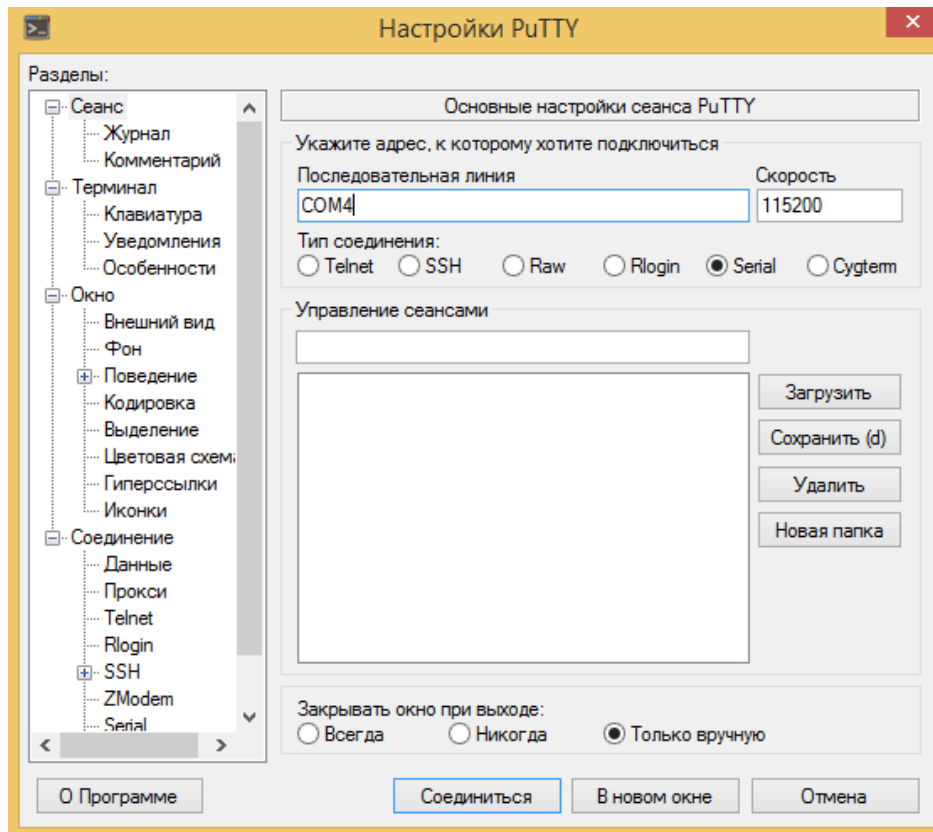 Настройки PuTTY
Разделы:
Сеанс
Журнал
Комментарий
Терминал
Клавиатура
Уведомления
Особенности
Окно
Внешний вид
Фон
Поведение
Кодировка
Выделение
Цветовая схем
Гиперссылки
Иконки
Соединение
Данные
Прокси
Telnet
Rlogin
SSH
ZModem
Serial
Основные настройки сеанса PuTTY
Укажите адрес, к которому хотите подключиться
Последовательная линия Скорость
COM4 115200
Тип соединения:
Telnet SSH Raw Rlogin Serial Cygterm
Управление сеансами
Загрузить
Сохранить (d)
Удалить
Новая папка
Закрывать окно при выходе:
Всегда Никогда Только вручную
О Программе Соединиться В новом окне Отмена